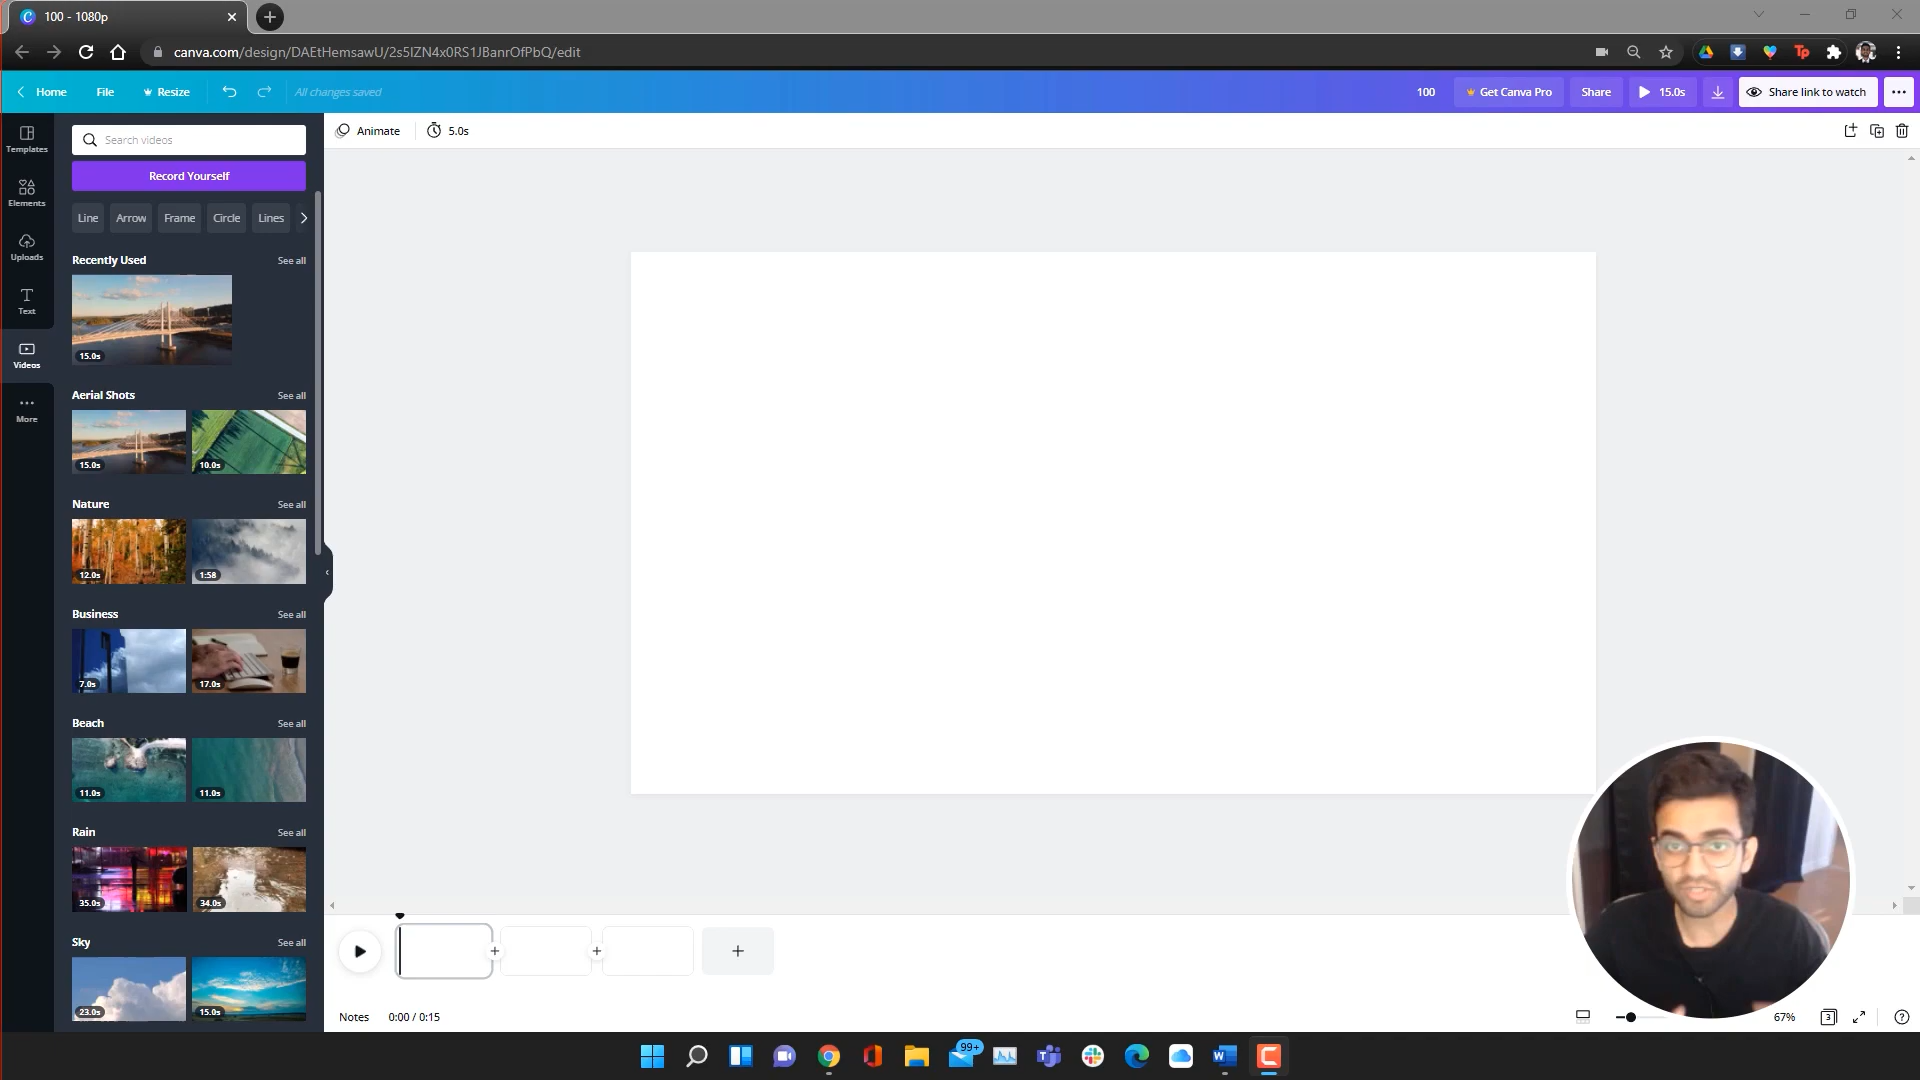 100 - 1080p
canva.com/design/DAEtHemsawU/2s5IZN4x0RS1JBanrOfPbQ/edit
Home File Resize All changes saved 100 Get Canva Pro Share 15.0s Share link to watch
Animate 5.0s
Templates
Elements
Uploads
Text
Videos
More
Search videos
Record Yourself
Line Arrow Frame Circle Lines
Recently Used See all
15.0s
Aerial Shots See all
15.0s 10.0s
Nature See all
12.0s 1:58
Business See all
7.0s 17.0s
Beach See all
11.0s 11.0s
Rain See all
35.0s 34.0s
Sky See all
23.0s 15.0s
Notes 0:00 / 0:15
67% 3
99+